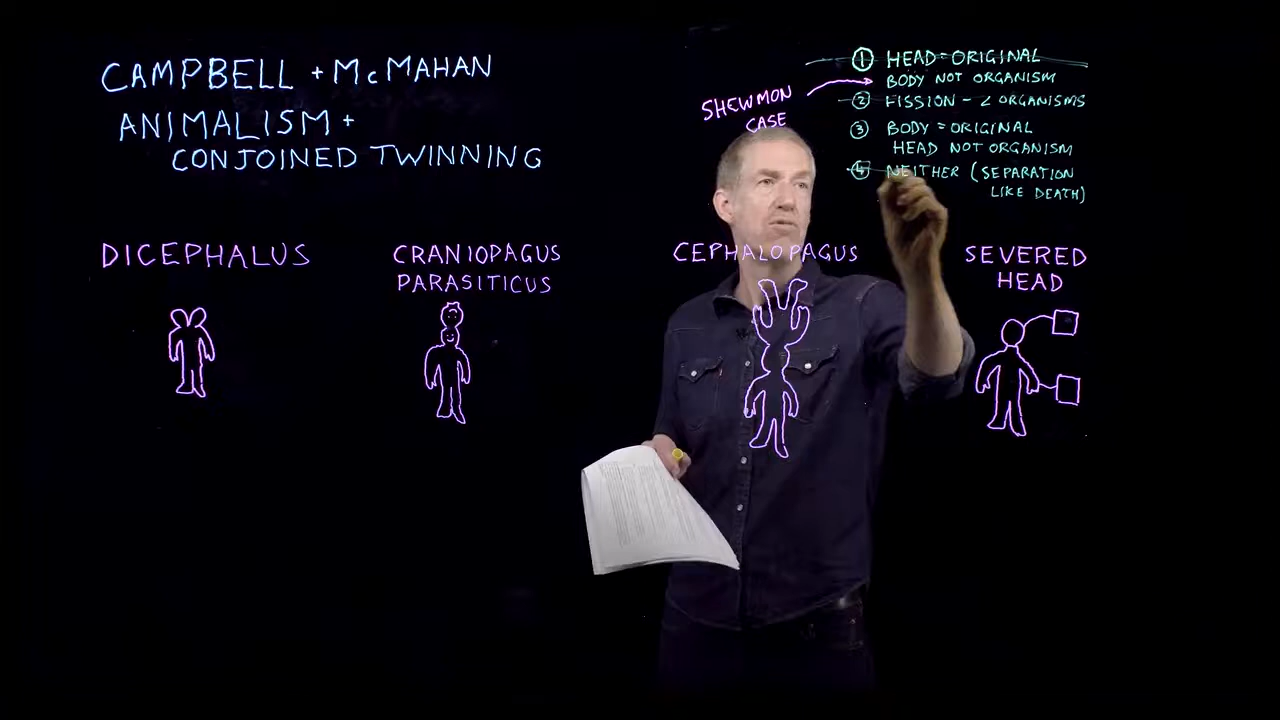 CAMPBELL + McMAHAN
ANIMALISM +
CONJOINED TWINNING
SHEWMON
CASE
① HEAD = ORIGINAL
BODY NOT ORGANISM
② FISSION - 2 ORGANISMS
③ BODY = ORIGINAL
HEAD NOT ORGANISM
④ NEITHER (SEPARATION
LIKE DEATH)
DICEPHALUS
CRANIOPAGUS
PARASITICUS
CEPHALOPAGUS
SEVERED
HEAD